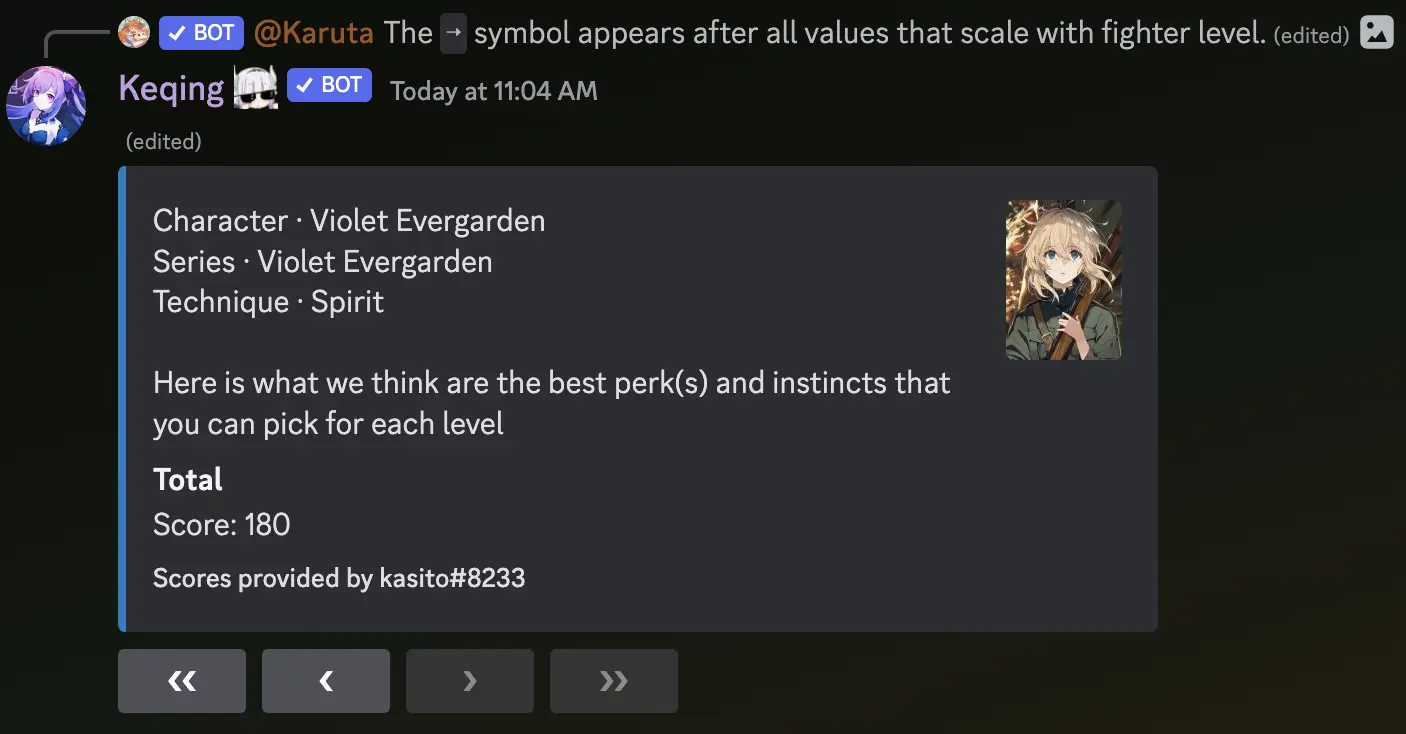 ✓ BOT @Karuta The → symbol appears after all values that scale with fighter level. (edited)
Keqing ✓ BOT Today at 11:04 AM
(edited)
Character · Violet Evergarden
Series · Violet Evergarden
Technique · Spirit
Here is what we think are the best perk(s) and instincts that
you can pick for each level
Total
Score: 180
Scores provided by kasito#8233